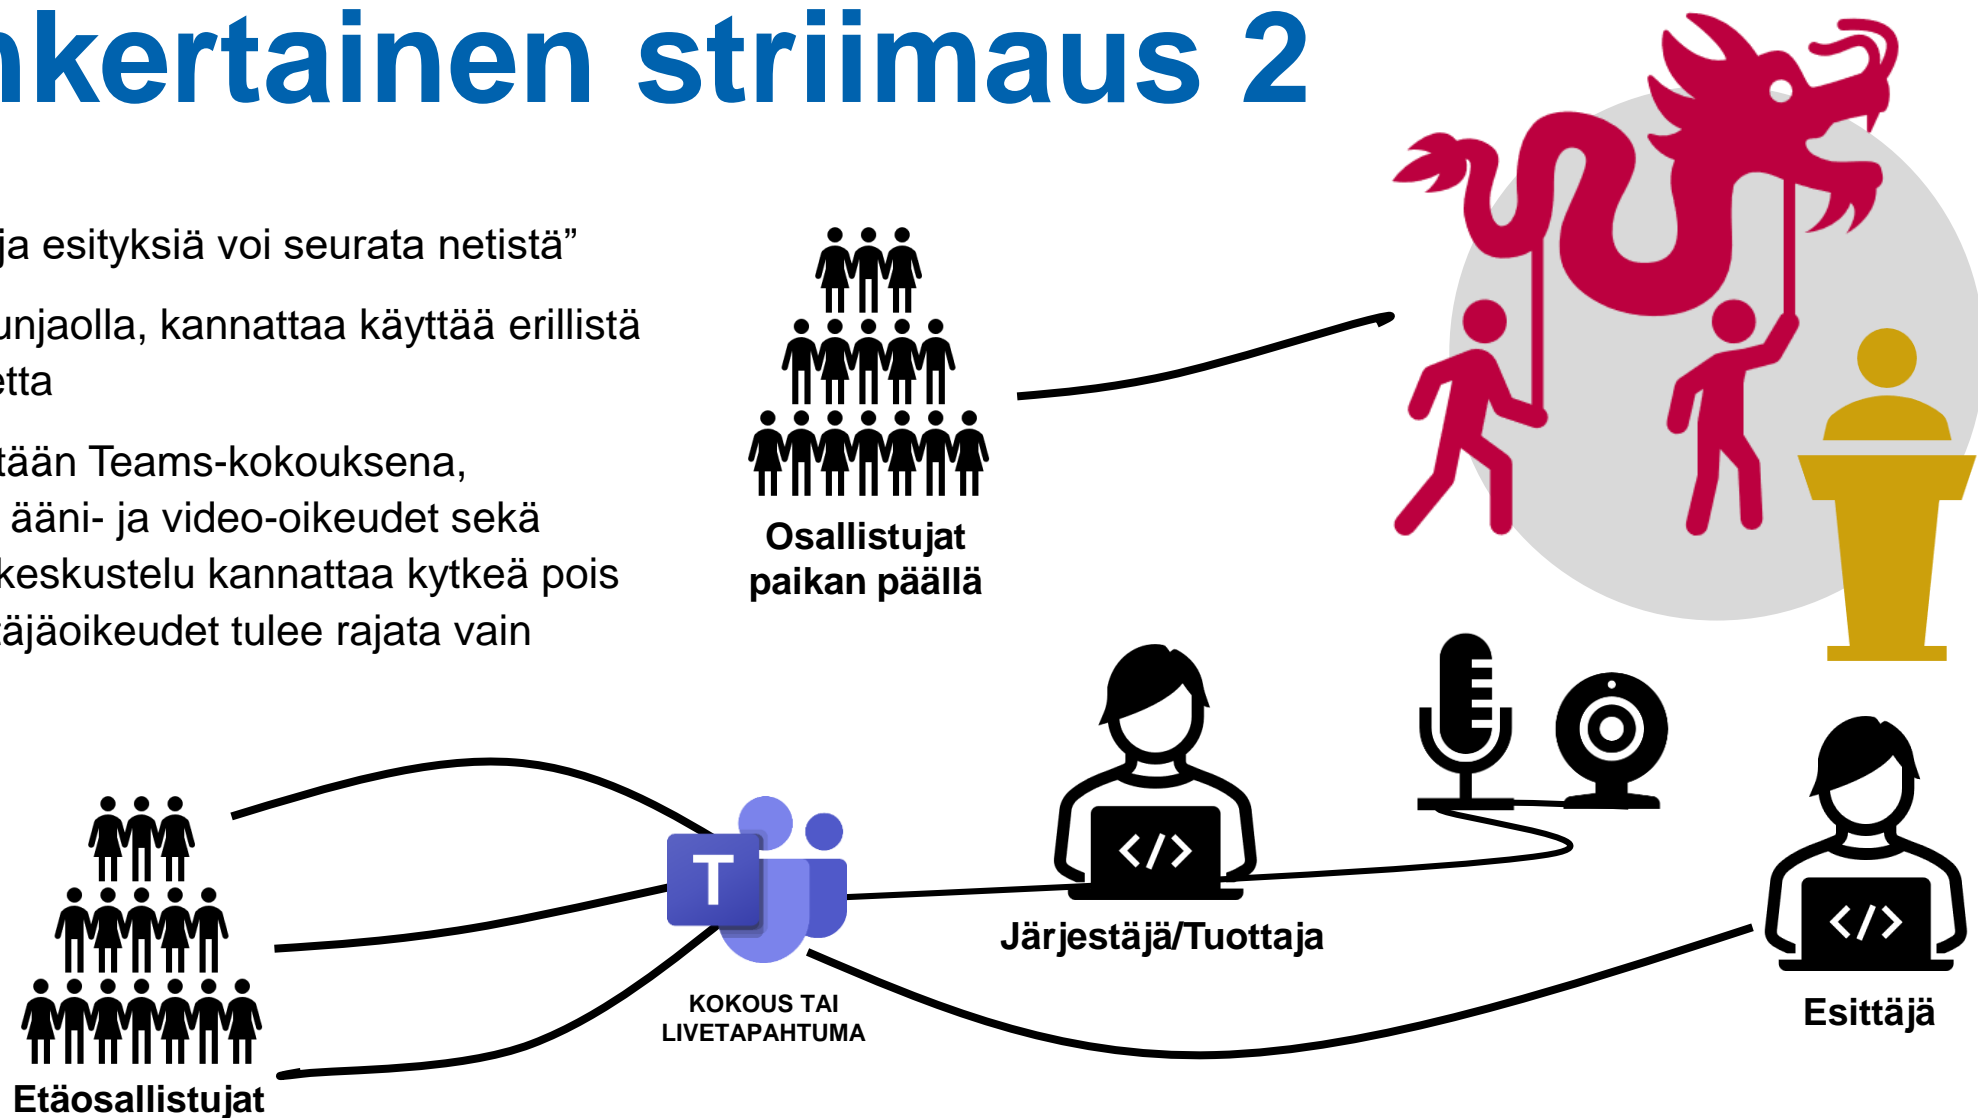 nkertainen striimaus 2
ja esityksiä voi seurata netistä”
unjaolla, kannattaa käyttää erillistä
etta
tään Teams-kokouksena,
ääni- ja video-oikeudet sekä
keskustelu kannattaa kytkeä pois
täjäoikeudet tulee rajata vain
Osallistujat
paikan päällä
T
</>
Järjestäjä/Tuottaja
</>
Esittäjä
KOKOUS TAI
LIVETAPAHTUMA
Etäosallistujat